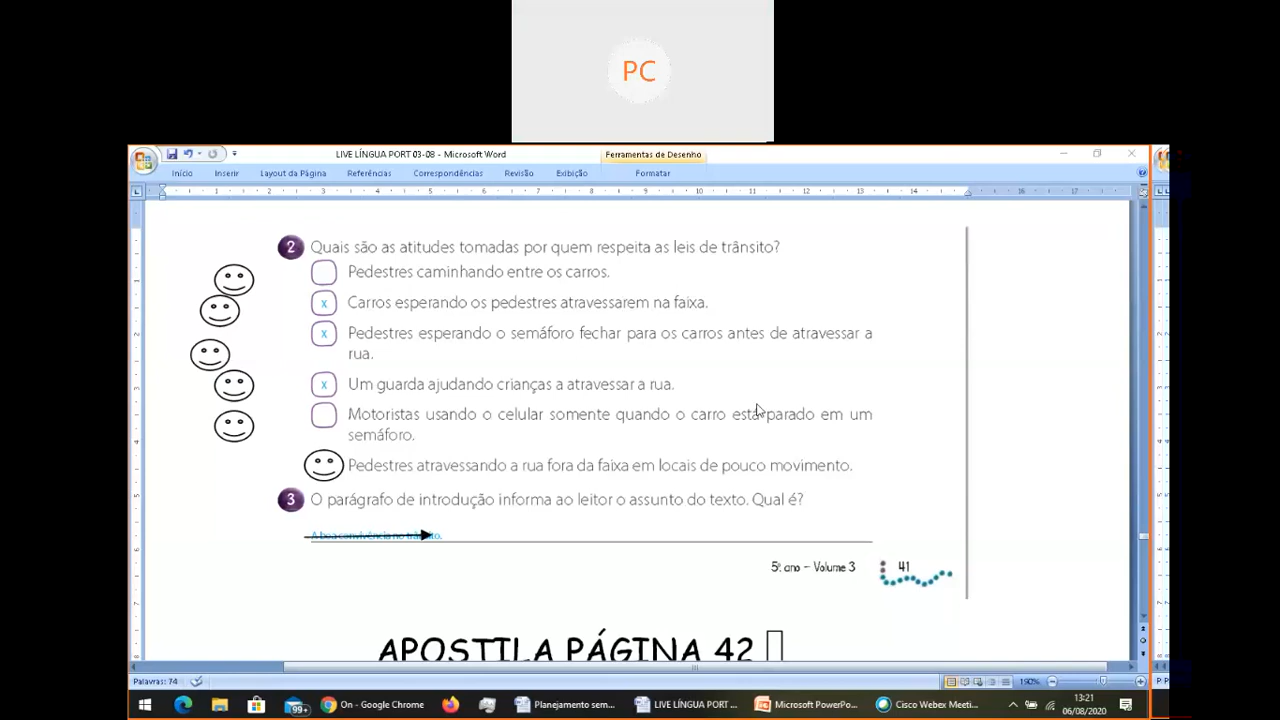 PC
LIVE LÍNGUA PORT 03-08 - Microsoft Word
Ferramentas de Desenho
Início Inserir Layout da Página Referências Correspondências Revisão Exibição Formatar
2 Quais são as atitudes tomadas por quem respeita as leis de trânsito?
Pedestres caminhando entre os carros.
x Carros esperando os pedestres atravessarem na faixa.
x Pedestres esperando o semáforo fechar para os carros antes de atravessar a
rua.
x Um guarda ajudando crianças a atravessar a rua.
Motoristas usando o celular somente quando o carro está parado em um
semáforo.
Pedestres atravessando a rua fora da faixa em locais de pouco movimento.
3 O parágrafo de introdução informa ao leitor o assunto do texto. Qual é?
A boa convivência no trânsito.
5º. ano – Volume 3 41
APOSTILA PÁGINA 42
Palavras: 74
190%
99+ On - Google Chrome Planejamento sem... LIVE LÍNGUA PORT ... Microsoft PowerPo... Cisco Webex Meeti...
13:21
06/08/2020